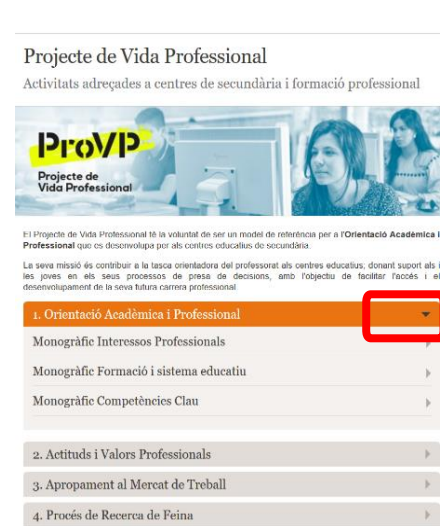 Projecte de Vida Professional
Activitats adreçades a centres de secundària i formació professional
ProVP
Projecte de
Vida Professional
El Projecte de Vida Professional té la voluntat de ser un model de referència per a l'Orientació Acadèmica i
Professional que es desenvolupa per als centres educatius de secundària.
La seva missió és contribuir a la tasca orientadora del professorat als centres educatius; donant suport als i
les joves en els seus processos de presa de decisions, amb l'objectiu de facilitar l'accés i el
desenvolupament de la seva futura carrera professional
1. Orientació Acadèmica i Professional
Monogràfic Interessos Professionals
Monogràfic Formació i sistema educatiu
Monogràfic Competències Clau
2. Actituds i Valors Professionals
3. Apropament al Mercat de Treball
4. Procés de Recerca de Feina